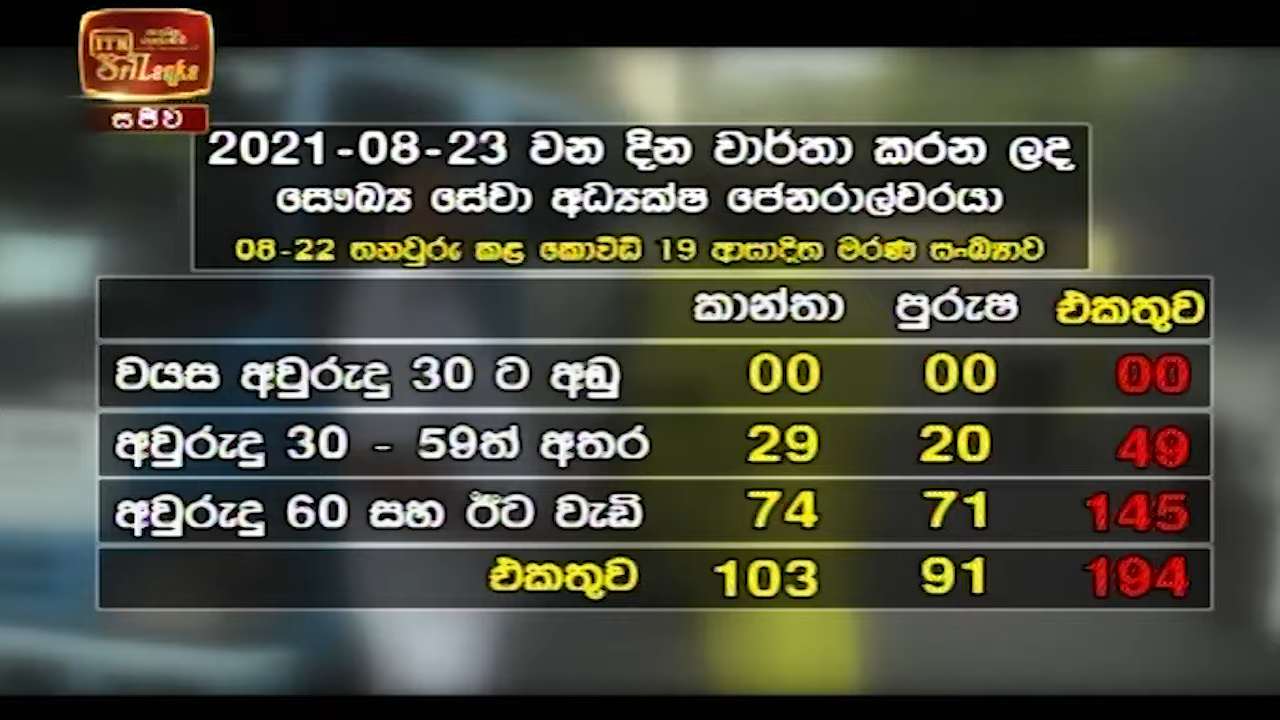 ITN
Sri Lanka
සජීව
2021-08-23 වන දින වාර්තා කරන ලද
සෞඛ්‍ය සේවා අධ්‍යක්ෂ ජෙනරාල්වරයා
08-22 තහවුරු කළ කොවිඩ් 19 ආසාදිත මරණ සංඛ්‍යාව
කාන්තා පුරුෂ එකතුව
වයස අවුරුදු 30 ට අඩු 00 00 00
අවුරුදු 30 - 59ත් අතර 29 20 49
අවුරුදු 60 සහ ඊට වැඩි 74 71 145
එකතුව 103 91 194